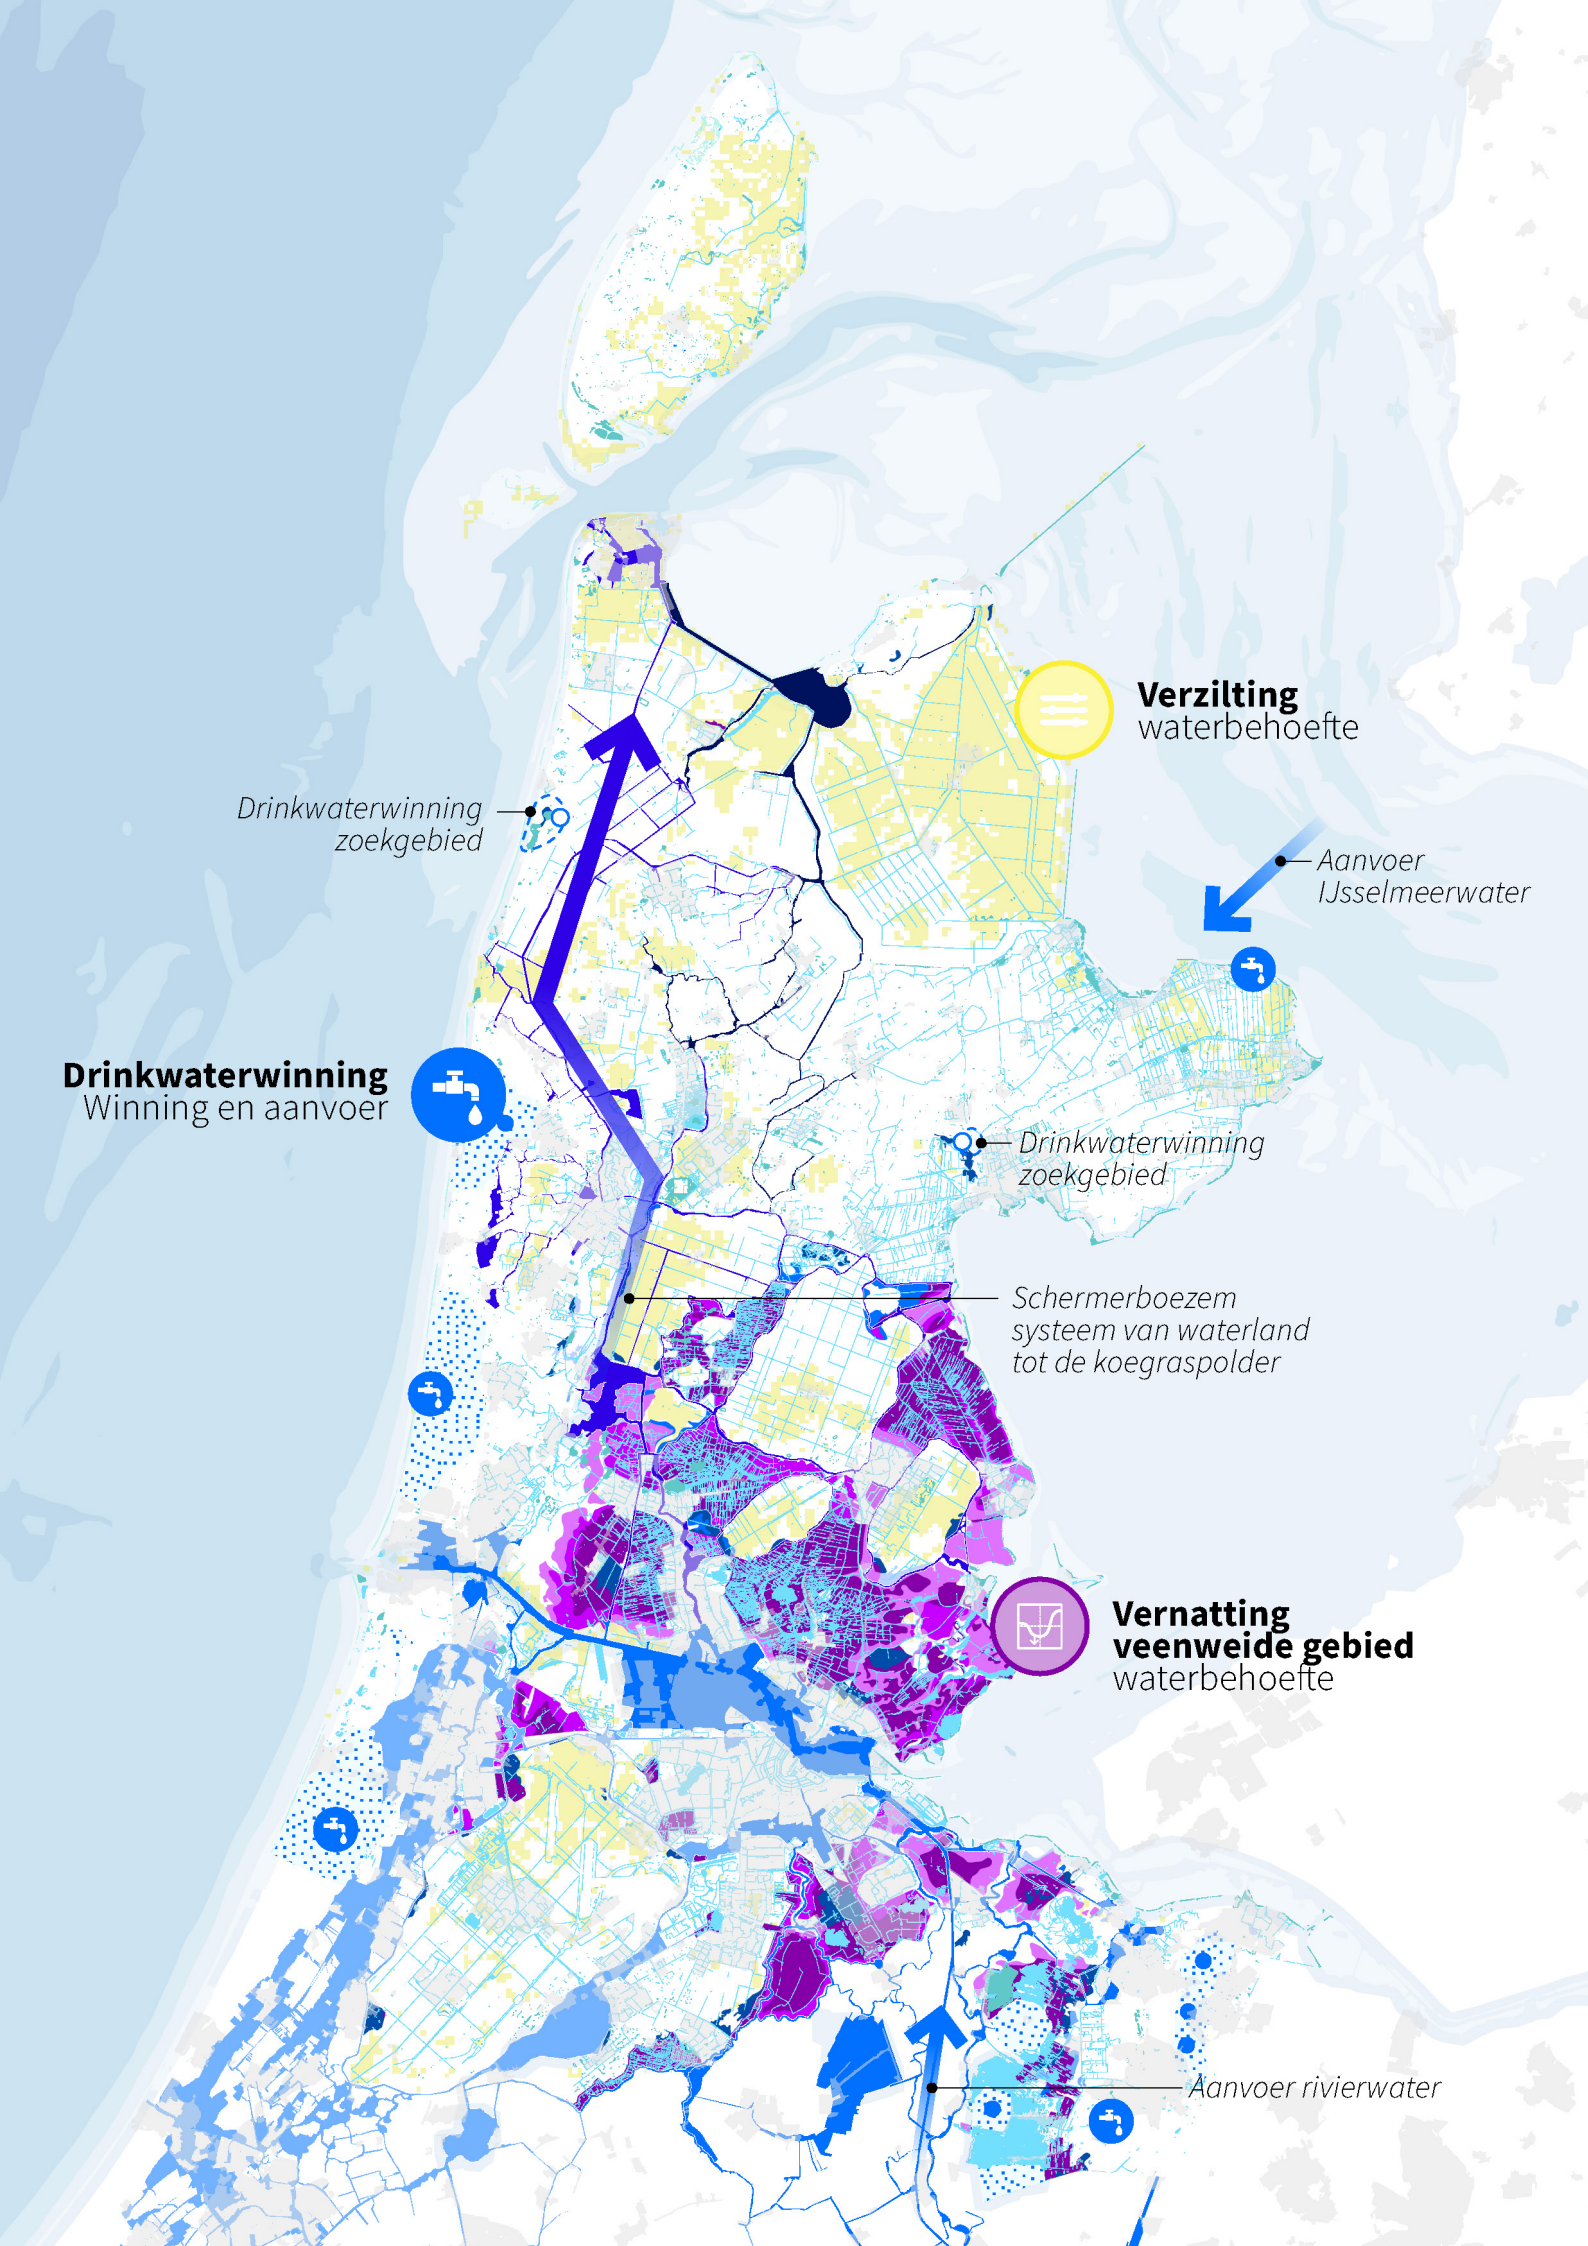 Verzilting
waterbehoefte
Drinkwaterwinning
zoekgebied
Aanvoer
IJsselmeerwater
Drinkwaterwinning
Winning en aanvoer
Drinkwaterwinning
zoekgebied
Schermerboezem
systeem van waterland
tot de koegraspolder
Vernatting
veenweide gebied
waterbehoefte
Aanvoer rivierwater